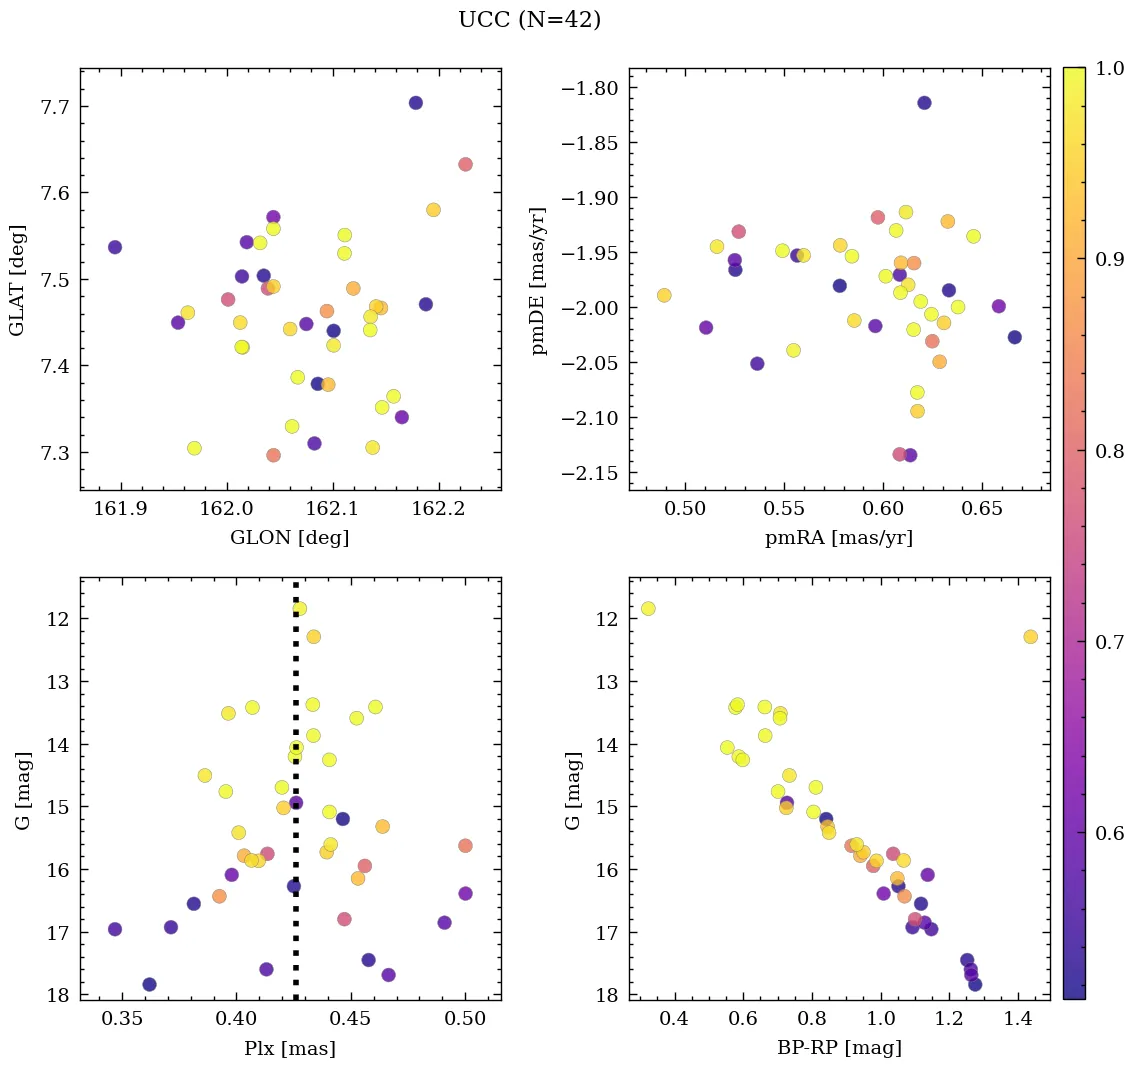 UCC (N=42)
7.7
7.6
7.5
7.4
7.3
GLAT [deg]
161.9 162.0 162.1 162.2
GLON [deg]
−1.80
−1.85
−1.90
−1.95
−2.00
−2.05
−2.10
−2.15
pmDE [mas/yr]
0.50 0.55 0.60 0.65
pmRA [mas/yr]
12
13
14
15
16
17
18
G [mag]
0.35 0.40 0.45 0.50
Plx [mas]
12
13
14
15
16
17
18
G [mag]
0.4 0.6 0.8 1.0 1.2 1.4
BP-RP [mag]
1.0
0.9
0.8
0.7
0.6